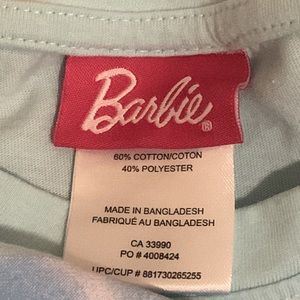 Barbie®
60% COTTON/COTON
40% POLYESTER
MADE IN BANGLADESH
FABRIQUÉ AU BANGLADESH
CA 33990
PO # 4008424
UPC/CUP # 881730265255